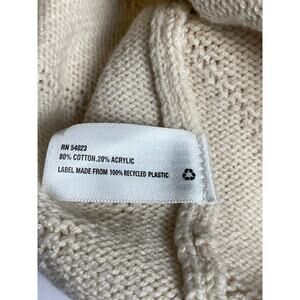 RN 54023
80% COTTON,20% ACRYLIC
LABEL MADE FROM 100% RECYCLED PLASTIC